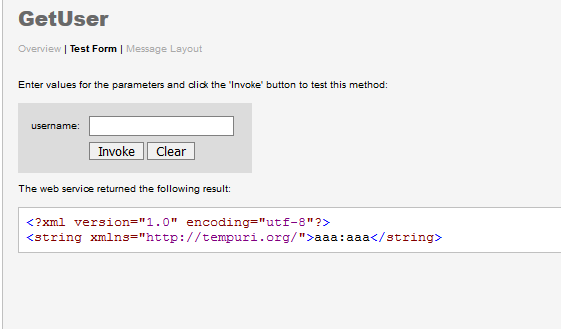 GetUser
Overview | Test Form | Message Layout
Enter values for the parameters and click the 'Invoke' button to test this method:
username:
Invoke Clear
The web service returned the following result:
<?xml version="1.0" encoding="utf-8"?>
<string xmlns="http://tempuri.org/">aaa:aaa</string>